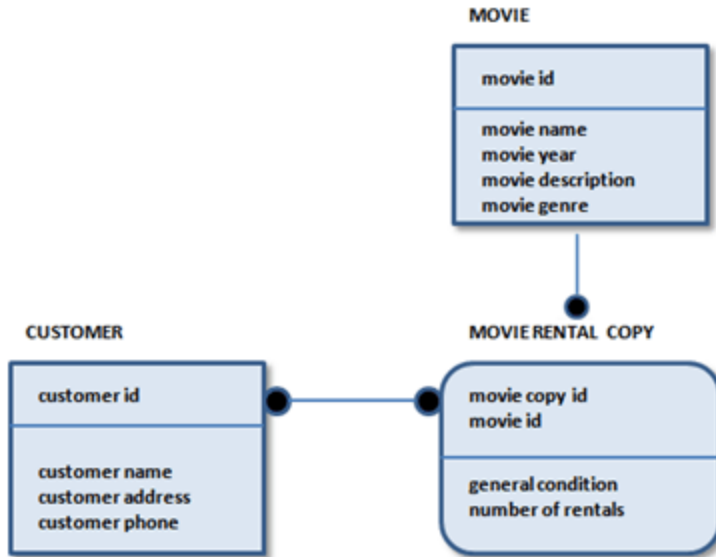 MOVIE
movie id
movie name
movie year
movie description
movie genre
CUSTOMER
customer id
customer name
customer address
customer phone
MOVIE RENTAL COPY
movie copy id
movie id
general condition
number of rentals